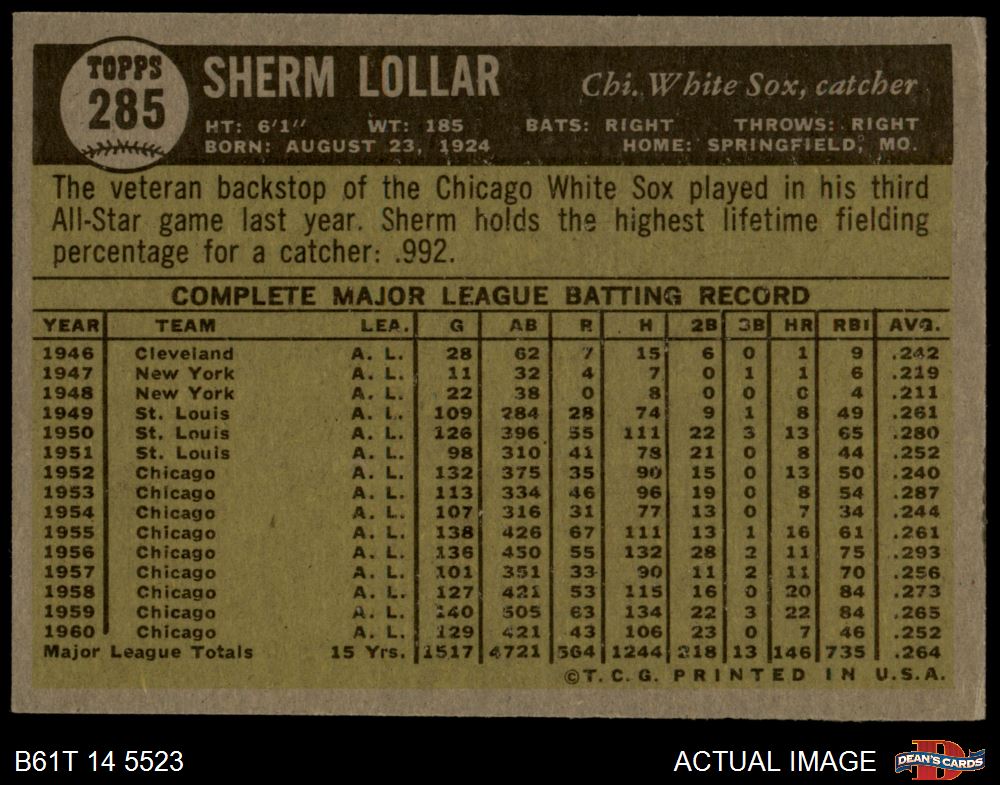 TOPPS
285
SHERM LOLLAR Chi. White Sox, catcher
HT: 6'1" WT: 185 BATS: RIGHT THROWS: RIGHT
BORN: AUGUST 23, 1924 HOME: SPRINGFIELD, MO.
The veteran backstop of the Chicago White Sox played in his third
All-Star game last year. Sherm holds the highest lifetime fielding
percentage for a catcher: .992.
COMPLETE MAJOR LEAGUE BATTING RECORD
YEAR TEAM LEA. G AB R H 2B 3B HR RBI AVG.
1946 Cleveland A. L. 28 62 7 15 6 0 1 9 .242
1947 New York A. L. 11 32 4 7 0 1 1 6 .219
1948 New York A. L. 22 38 0 8 0 0 0 4 .211
1949 St. Louis A. L. 109 284 28 74 9 1 8 49 .261
1950 St. Louis A. L. 126 396 55 111 22 3 13 65 .280
1951 St. Louis A. L. 98 310 41 78 21 0 8 44 .252
1952 Chicago A. L. 132 375 35 90 15 0 13 50 .240
1953 Chicago A. L. 113 334 46 96 19 0 8 54 .287
1954 Chicago A. L. 107 316 31 77 13 0 7 34 .244
1955 Chicago A. L. 138 426 67 111 13 1 16 61 .261
1956 Chicago A. L. 136 450 55 132 28 2 11 75 .293
1957 Chicago A. L. 101 351 33 90 11 2 11 70 .256
1958 Chicago A. L. 127 421 53 115 16 0 20 84 .273
1959 Chicago A. L. 140 505 63 134 22 3 22 84 .265
1960 Chicago A. L. 129 421 43 106 23 0 7 46 .252
Major League Totals 15 Yrs. 1517 4721 564 1244 218 13 146 735 .264
©T. C. G. PRINTED IN U.S.A.
B61T 14 5523 ACTUAL IMAGE DEAN'S CARDS